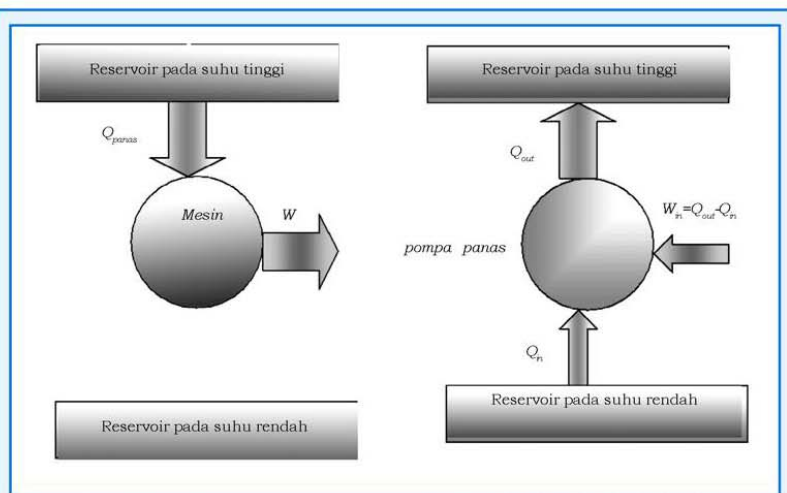 Reservoir pada suhu tinggi
Q_panas
Mesin
W
Reservoir pada suhu rendah
Reservoir pada suhu tinggi
Q_out
W_in=Q_out-Q_in
pompa panas
Q_in
Reservoir pada suhu rendah